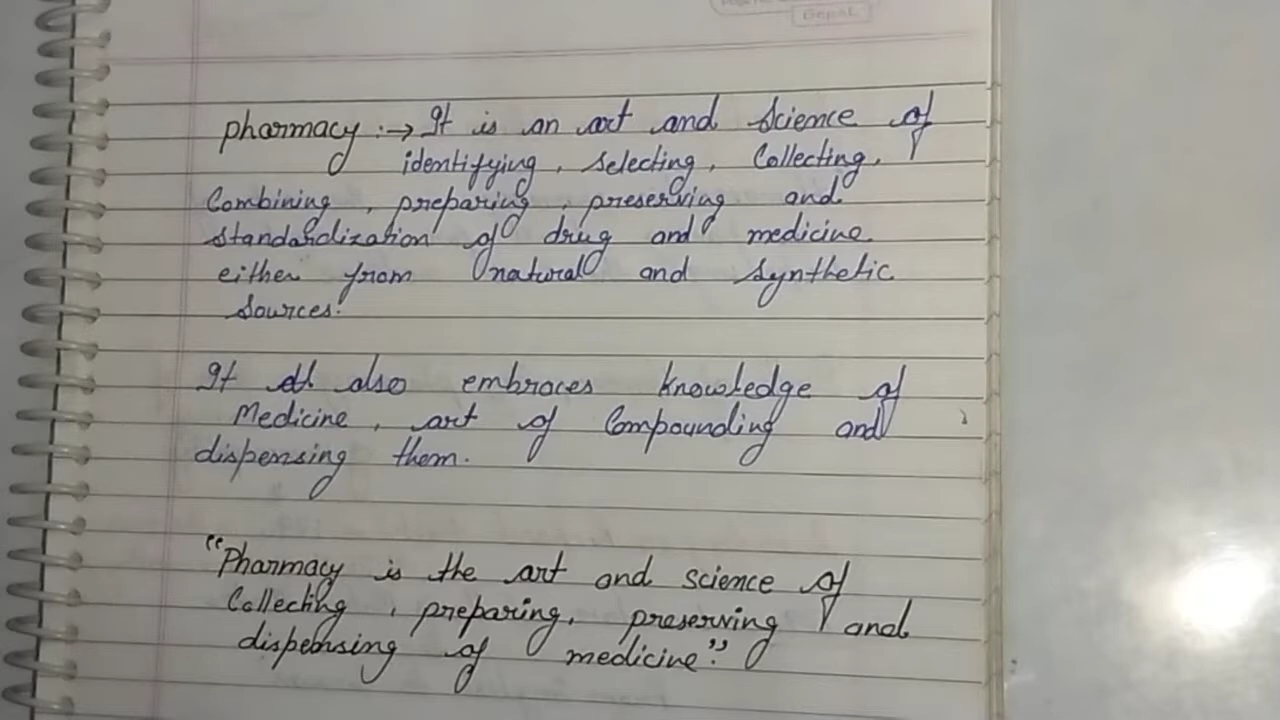 Pharmacy :→ It is an art and Science of
identifying, selecting, Collecting,
Combining, preparing, preserving and
standardization of drug and medicine
either from natural and Synthetic
Sources.
It also embraces knowledge of
Medicine, art of Compounding and
dispensing them.
"Pharmacy is the art and science of
Collecting, preparing, preserving and
dispensing of medicine".